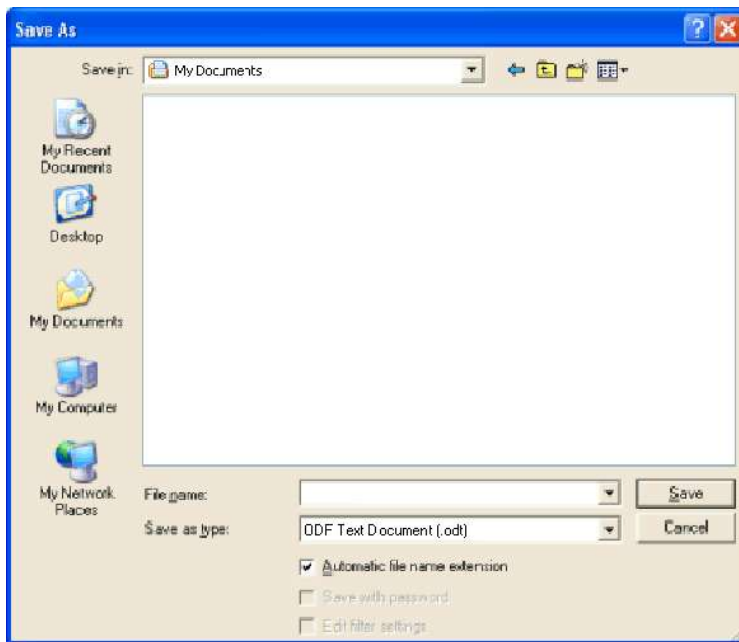 Save As
Save in: My Documents
My Recent
Documents
Desktop
My Documents
My Computer
My Network
Places
File name:
Save
Save as type: ODF Text Document (.odt)
Cancel
Automatic file name extension
Save with password
Edit filter settings